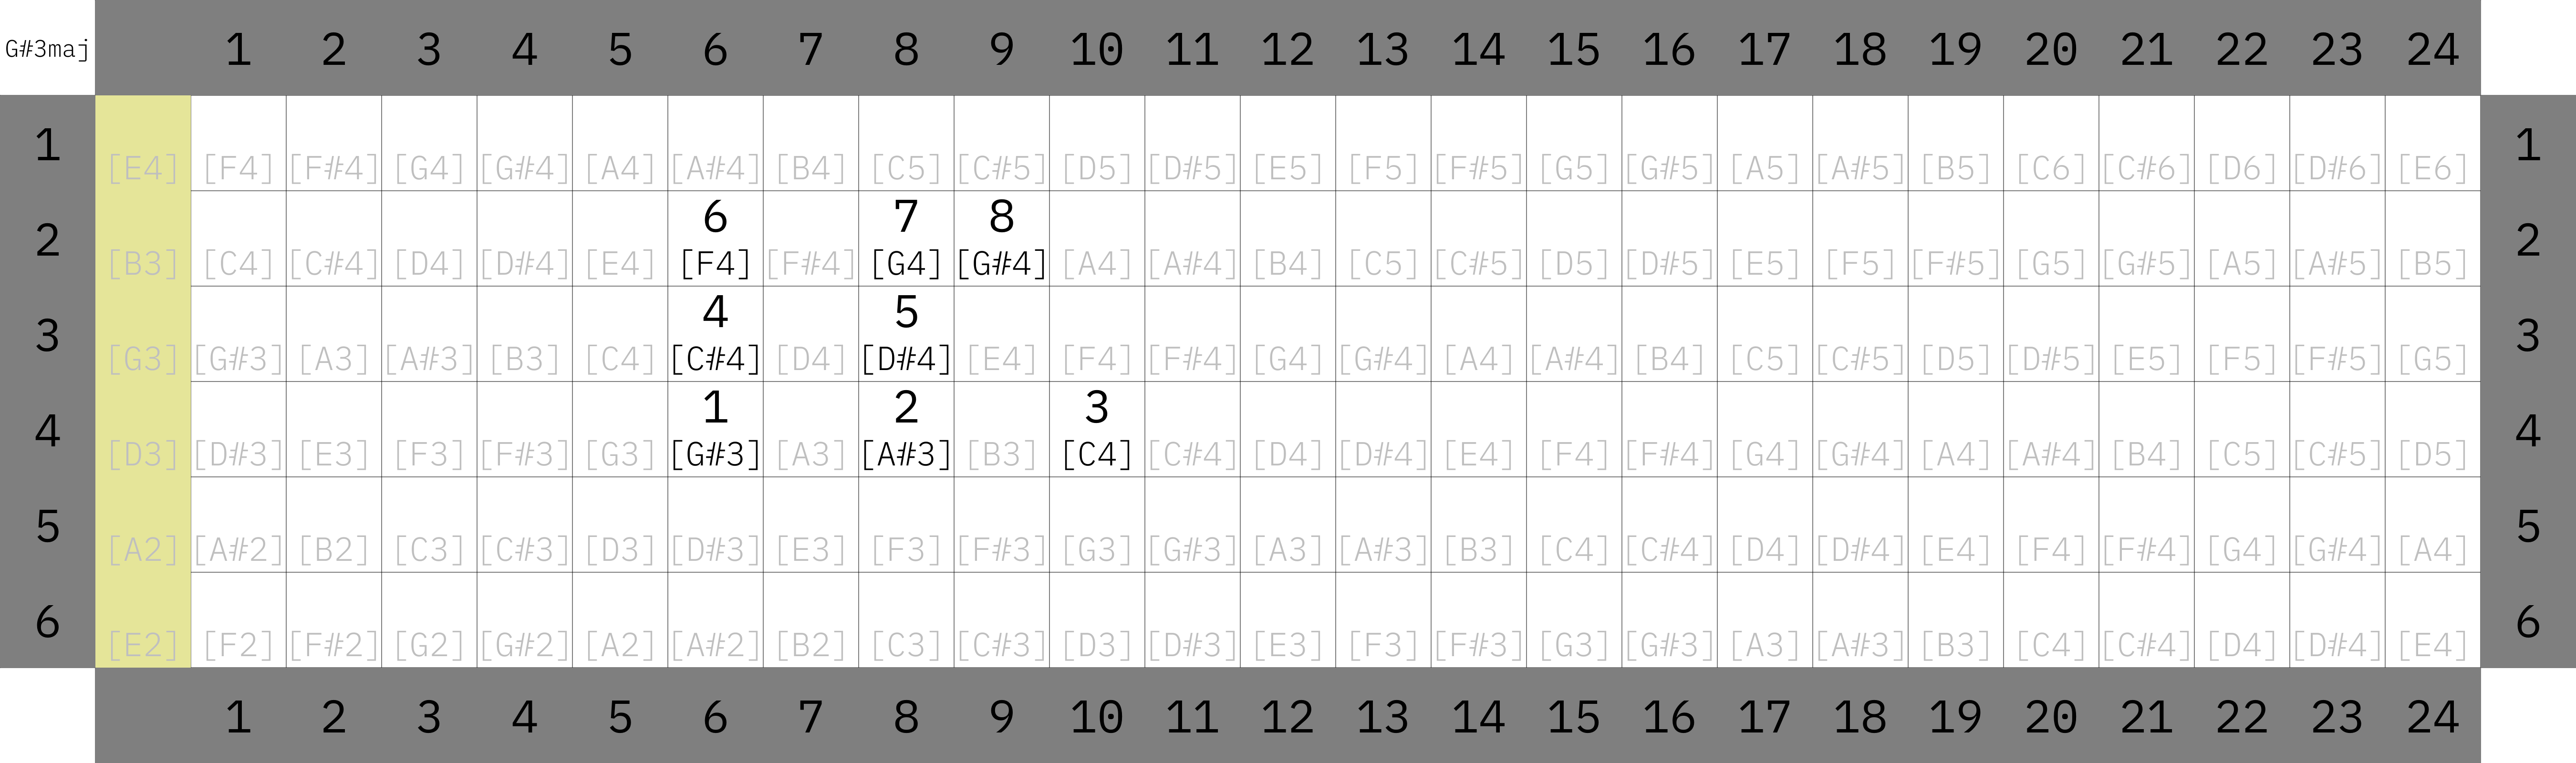 G#3maj 1 2 3 4 5 6 7 8 9 10 11 12 13 14 15 16 17 18 19 20 21 22 23 24
1 [E4] [F4] [F#4] [G4] [G#4] [A4] [A#4] [B4] [C5] [C#5] [D5] [D#5] [E5] [F5] [F#5] [G5] [G#5] [A5] [A#5] [B5] [C6] [C#6] [D6] [D#6] [E6] 1
6 7 8
2 [B3] [C4] [C#4] [D4] [D#4] [E4] [F4] [F#4] [G4] [G#4] [A4] [A#4] [B4] [C5] [C#5] [D5] [D#5] [E5] [F5] [F#5] [G5] [G#5] [A5] [A#5] [B5] 2
4 5
3 [G3] [G#3] [A3] [A#3] [B3] [C4] [C#4] [D4] [D#4] [E4] [F4] [F#4] [G4] [G#4] [A4] [A#4] [B4] [C5] [C#5] [D5] [D#5] [E5] [F5] [F#5] [G5] 3
1 2 3
4 [D3] [D#3] [E3] [F3] [F#3] [G3] [G#3] [A3] [A#3] [B3] [C4] [C#4] [D4] [D#4] [E4] [F4] [F#4] [G4] [G#4] [A4] [A#4] [B4] [C5] [C#5] [D5] 4
5 [A2] [A#2] [B2] [C3] [C#3] [D3] [D#3] [E3] [F3] [F#3] [G3] [G#3] [A3] [A#3] [B3] [C4] [C#4] [D4] [D#4] [E4] [F4] [F#4] [G4] [G#4] [A4] 5
6 [E2] [F2] [F#2] [G2] [G#2] [A2] [A#2] [B2] [C3] [C#3] [D3] [D#3] [E3] [F3] [F#3] [G3] [G#3] [A3] [A#3] [B3] [C4] [C#4] [D4] [D#4] [E4] 6
1 2 3 4 5 6 7 8 9 10 11 12 13 14 15 16 17 18 19 20 21 22 23 24